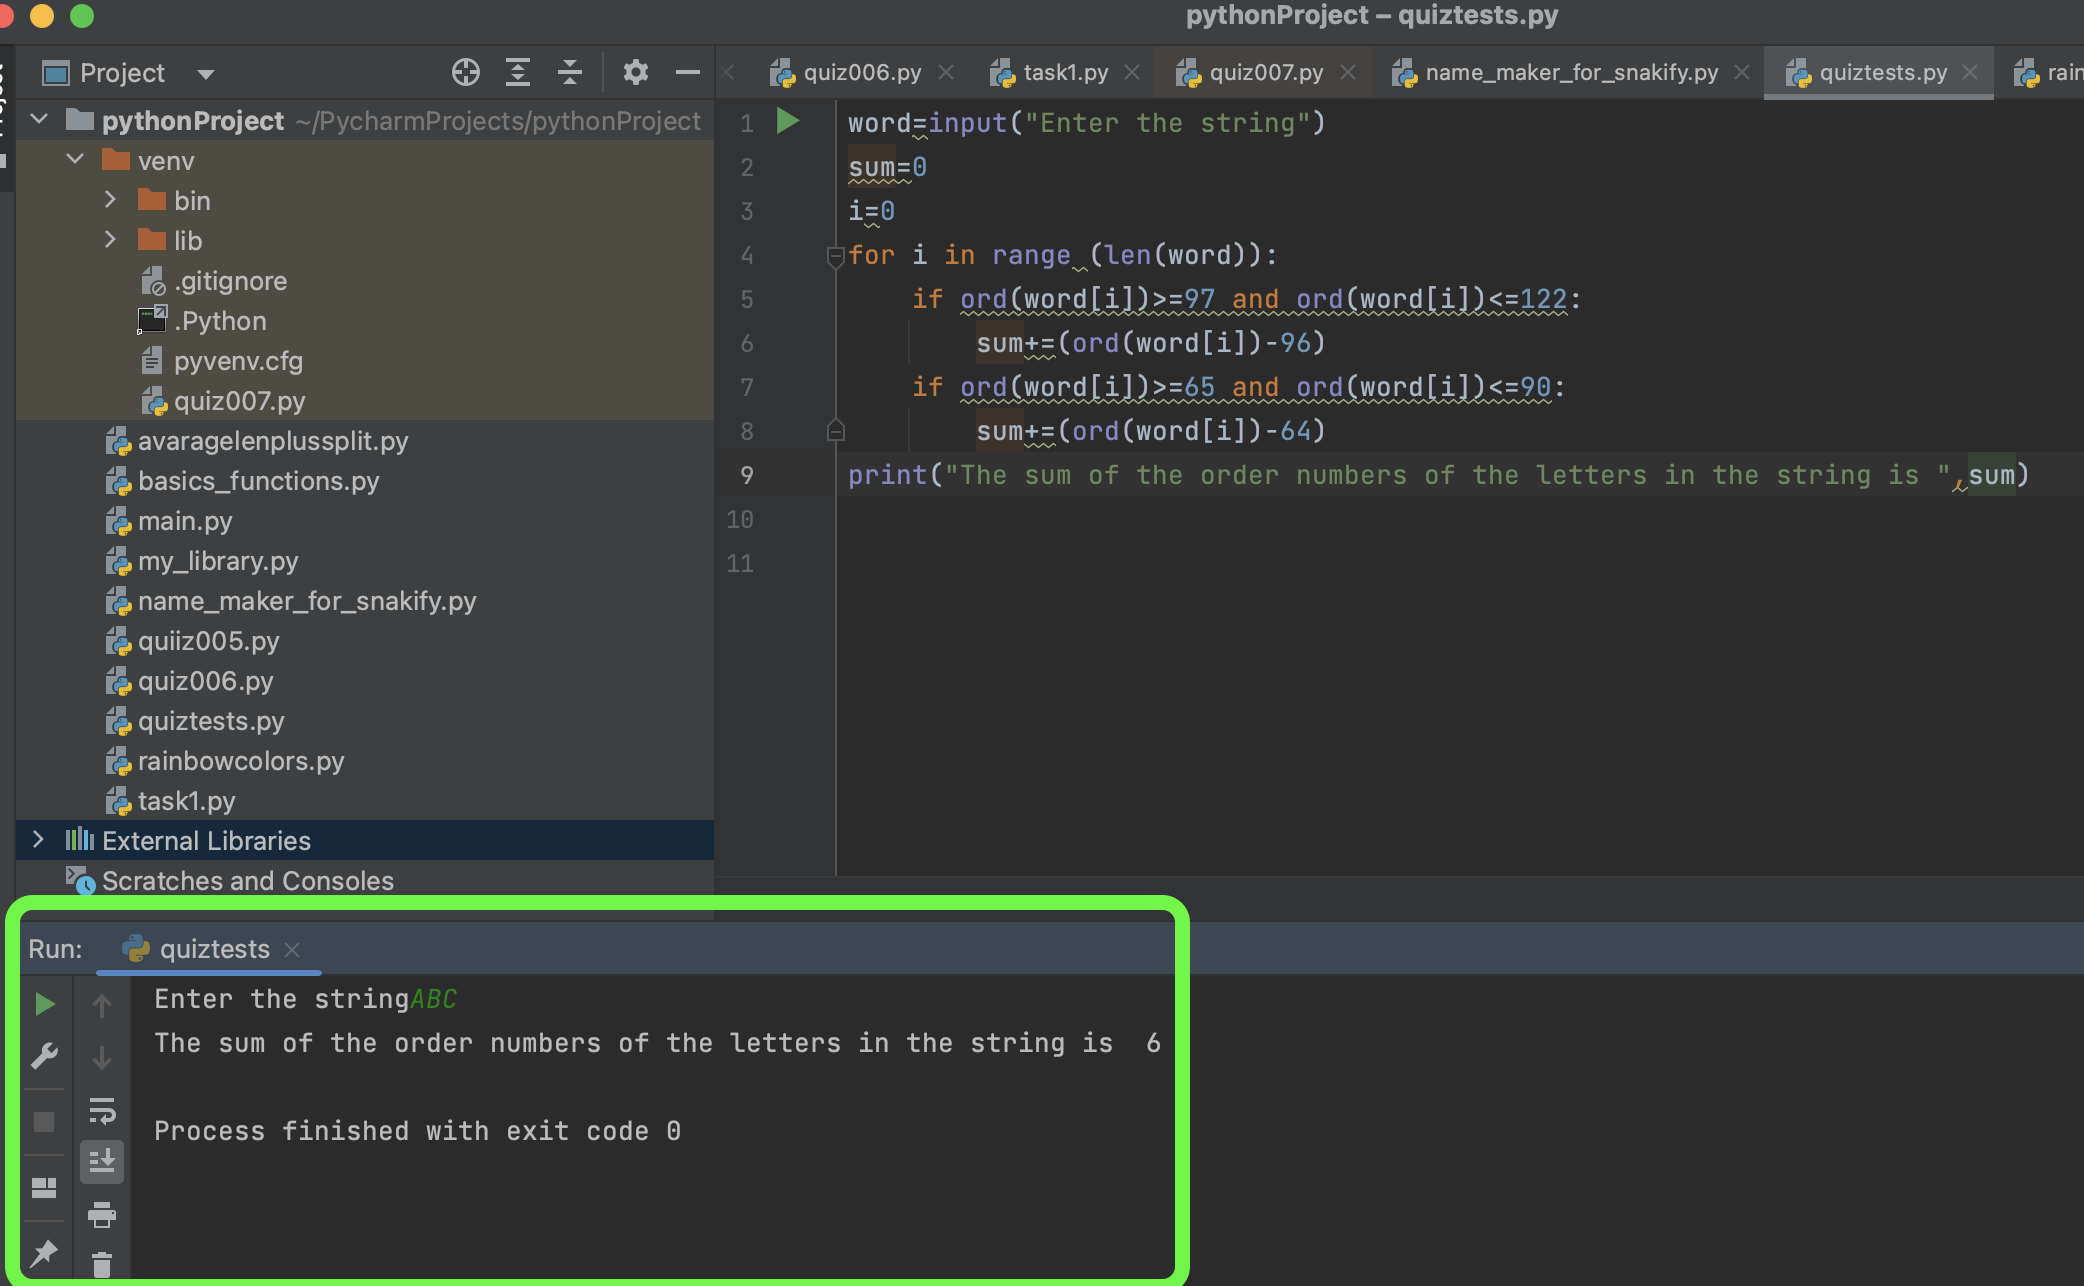 pythonProject – quiztests.py
Project
quiz006.py
task1.py
quiz007.py
name_maker_for_snakify.py
quiztests.py
pythonProject ~/PycharmProjects/pythonProject
venv
bin
lib
.gitignore
.Python
pyvenv.cfg
quiz007.py
avaragelenplussplit.py
basics_functions.py
main.py
my_library.py
name_maker_for_snakify.py
quiiz005.py
quiz006.py
quiztests.py
rainbowcolors.py
task1.py
External Libraries
Scratches and Consoles
1 word=input("Enter the string")
2 sum=0
3 i=0
4 for i in range (len(word)):
5 if ord(word[i])>=97 and ord(word[i])<=122:
6 sum+=(ord(word[i])-96)
7 if ord(word[i])>=65 and ord(word[i])<=90:
8 sum+=(ord(word[i])-64)
9 print("The sum of the order numbers of the letters in the string is ",sum)
10
11
Run: quiztests
Enter the stringABC
The sum of the order numbers of the letters in the string is  6
Process finished with exit code 0